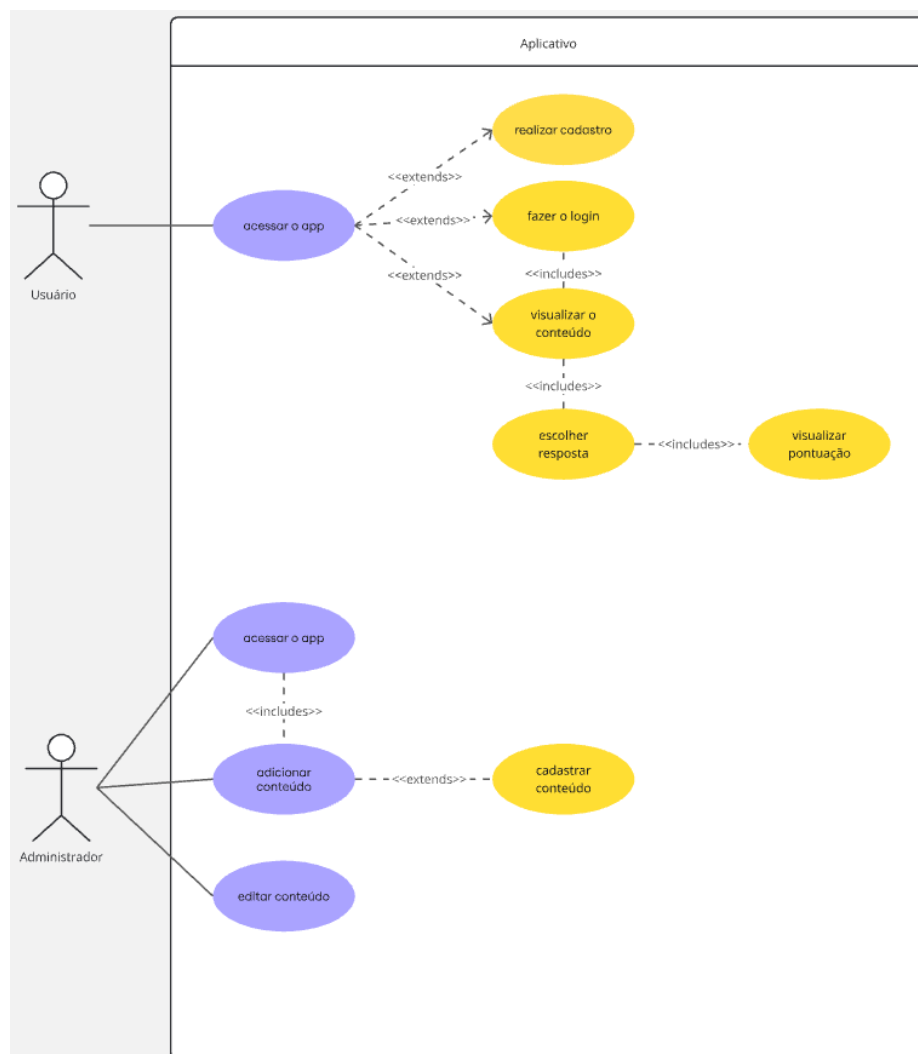 Aplicativo
realizar cadastro
<<extends>>
acessar o app
<<extends>>
fazer o login
<<extends>>
<<includes>>
Usuário
visualizar o
conteúdo
<<includes>>
escolher
resposta
<<includes>>
visualizar
pontuação
acessar o app
<<includes>>
adicionar
conteúdo
<<extends>>
cadastrar
conteúdo
Administrador
editar conteúdo